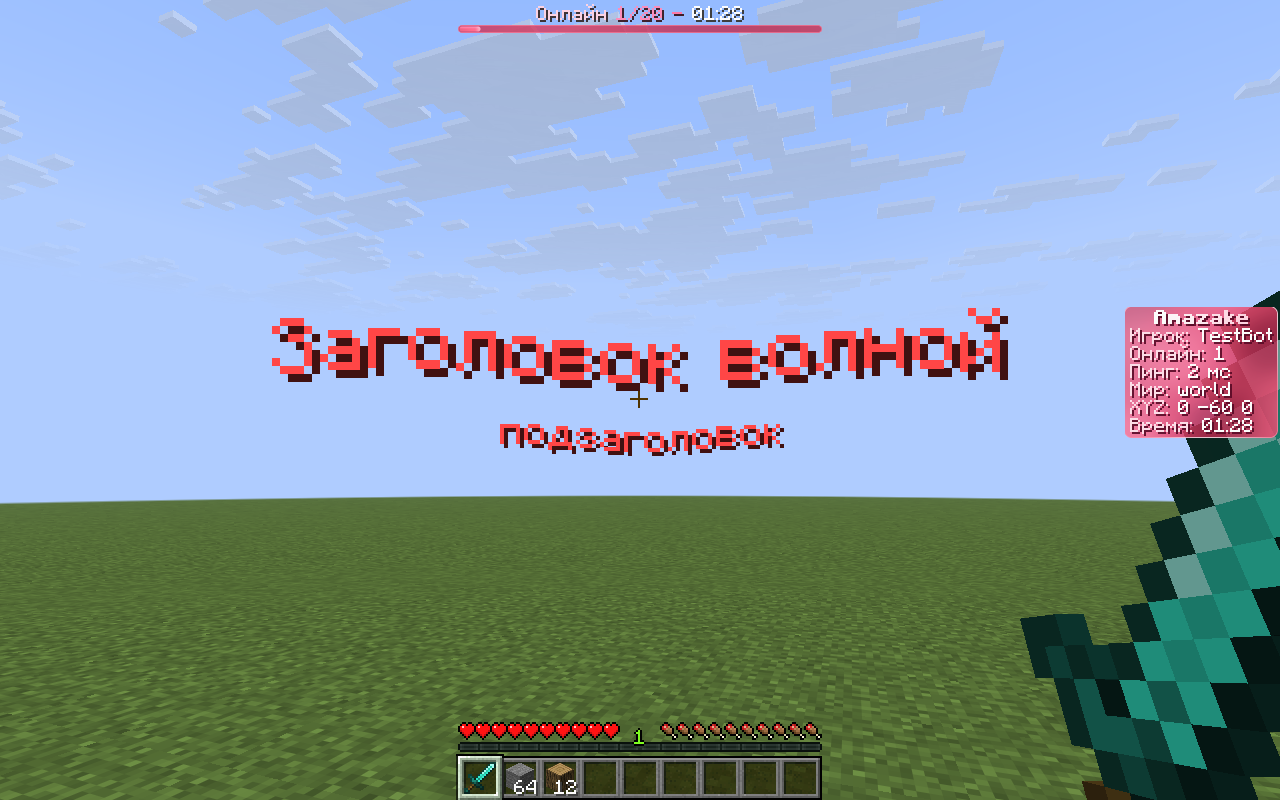 Онлайн 1/20 - 01:28
Заголовок волной
подзаголовок
Amazake
Игрок: TestBot
Онлайн: 1
Пинг: 2 мс
Мир: world
XYZ: 0 -60 0
Время: 01:28
1
64 12